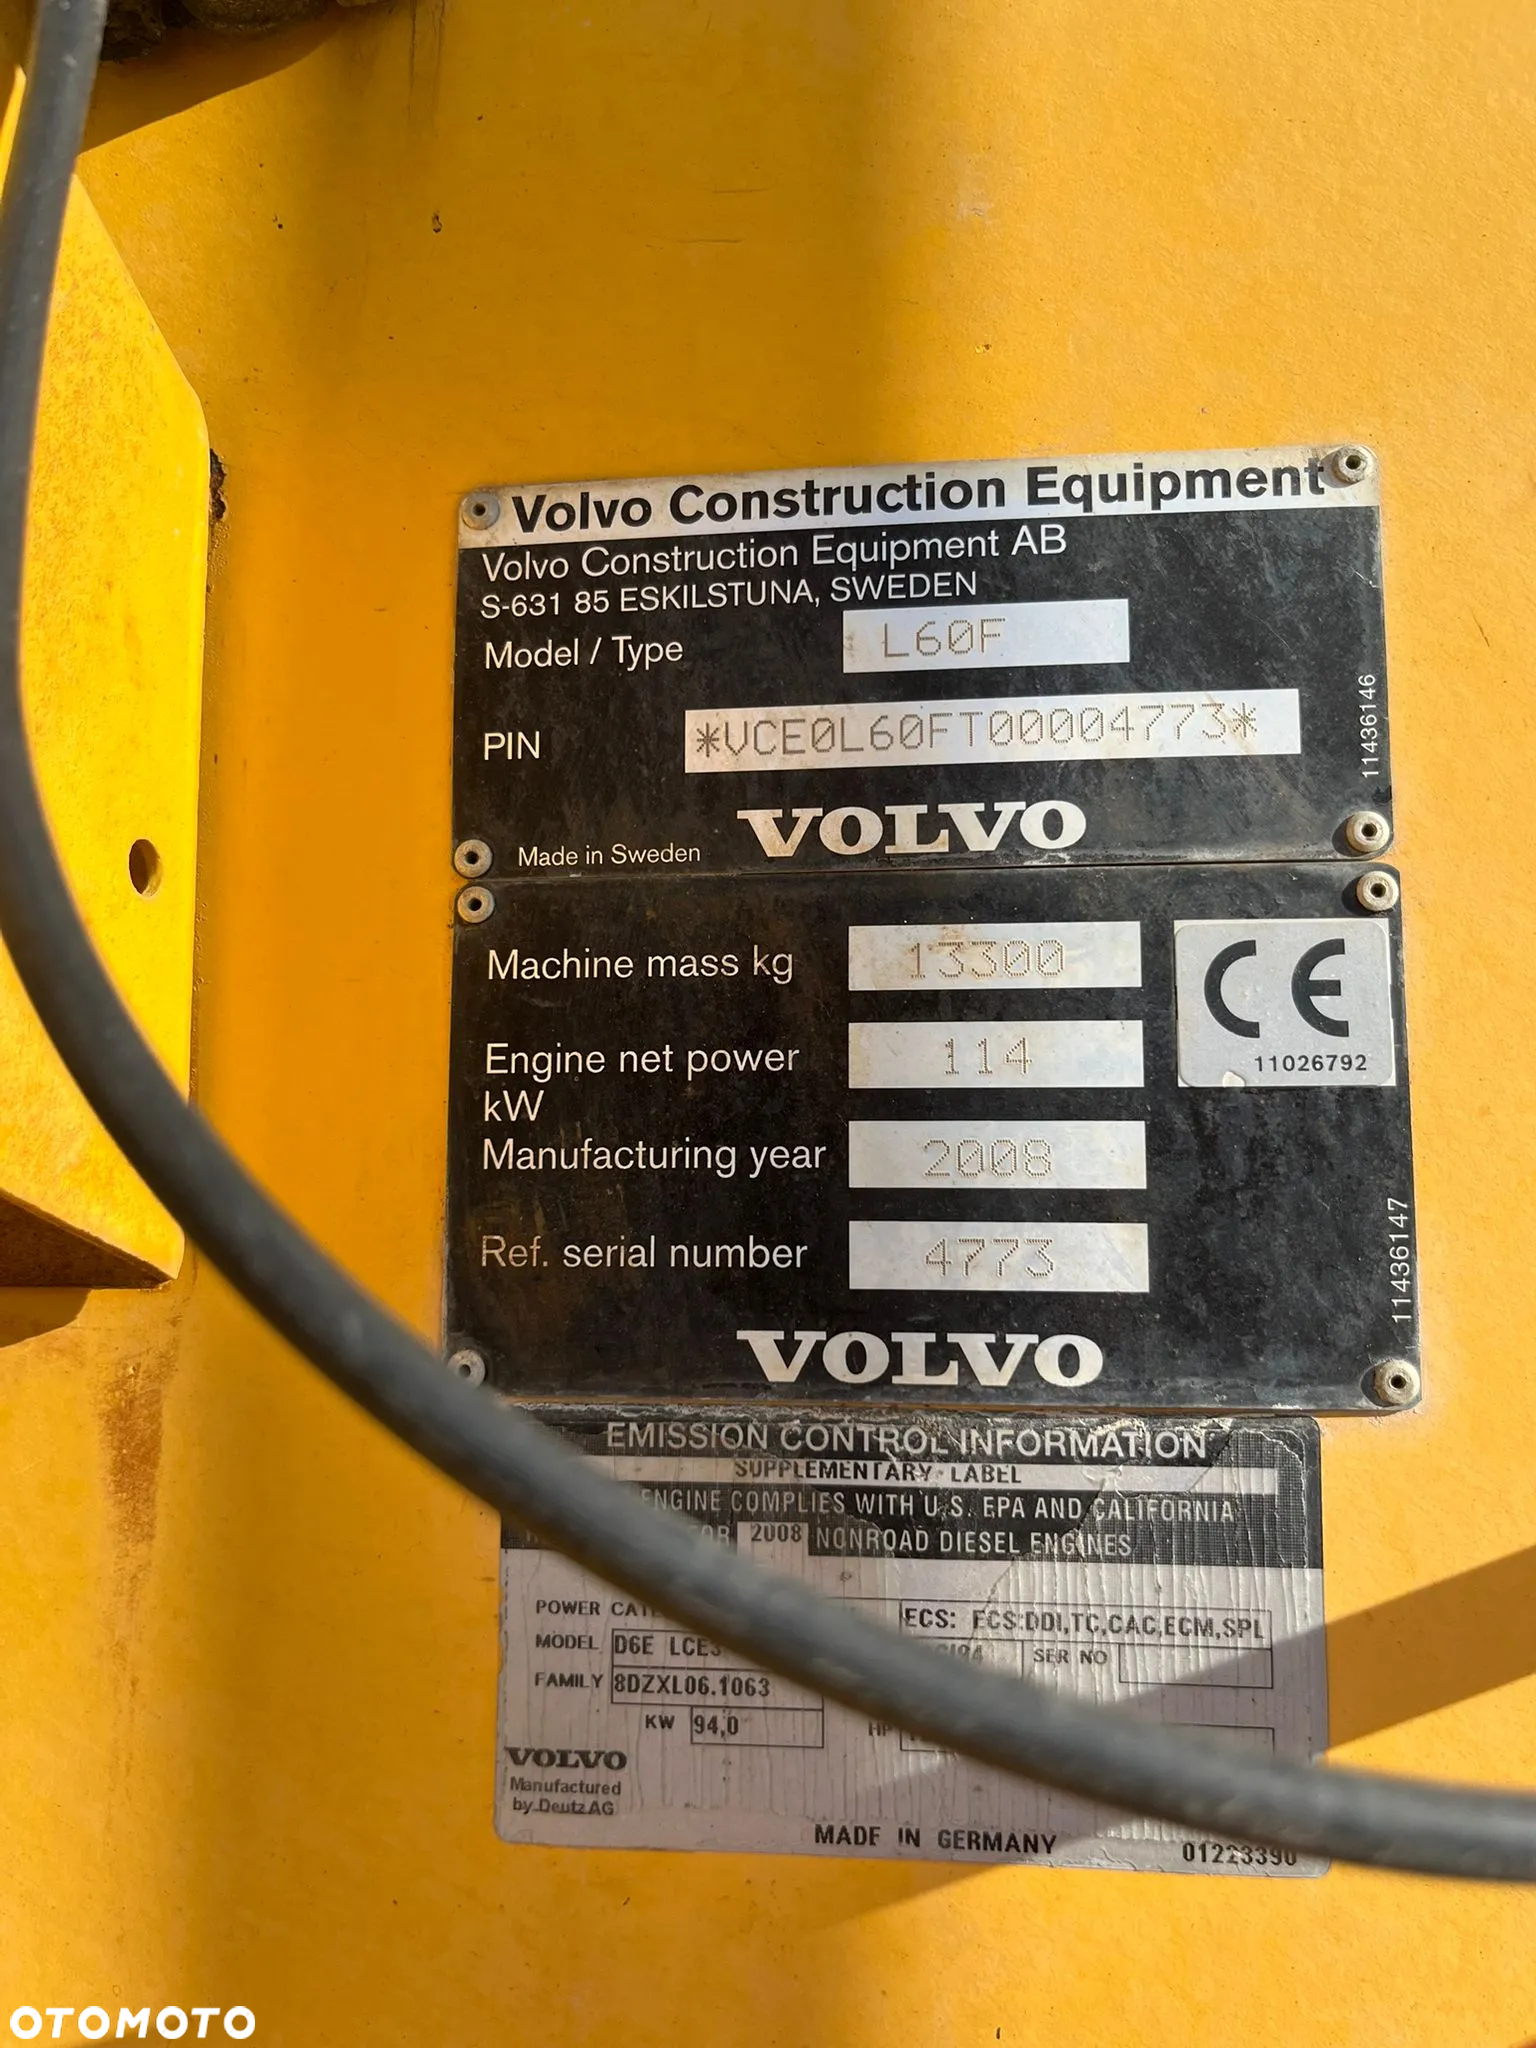 Volvo Construction Equipment
Volvo Construction Equipment AB
S-631 85 ESKILSTUNA, SWEDEN
Model / Type L60F
PIN *VCE0L60FT00004773*
11436146
VOLVO
Made in Sweden
Machine mass kg 13300
CE
11026792
Engine net power 114
kW
Manufacturing year 2008
Ref. serial number 4773
11436147
VOLVO
EMISSION CONTROL INFORMATION
SUPPLEMENTARY LABEL
ENGINE COMPLIES WITH U.S. EPA AND CALIFORNIA
2008 NONROAD DIESEL ENGINES
POWER ECS: ECS:DDI,TC,CAC,ECM,SPL
MODEL D6E SER NO
FAMILY 8DZXL06.1063
KW 94,0 HP
VOLVO
Manufactured
by Deutz AG
MADE IN GERMANY 01223390
OTOMOTO